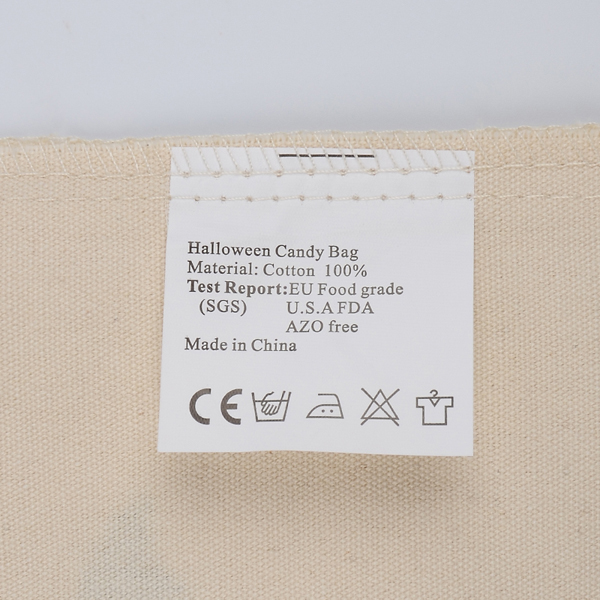 Halloween Candy Bag
Material: Cotton 100%
Test Report:EU Food grade
(SGS) U.S.A FDA
AZO free
Made in China
CE